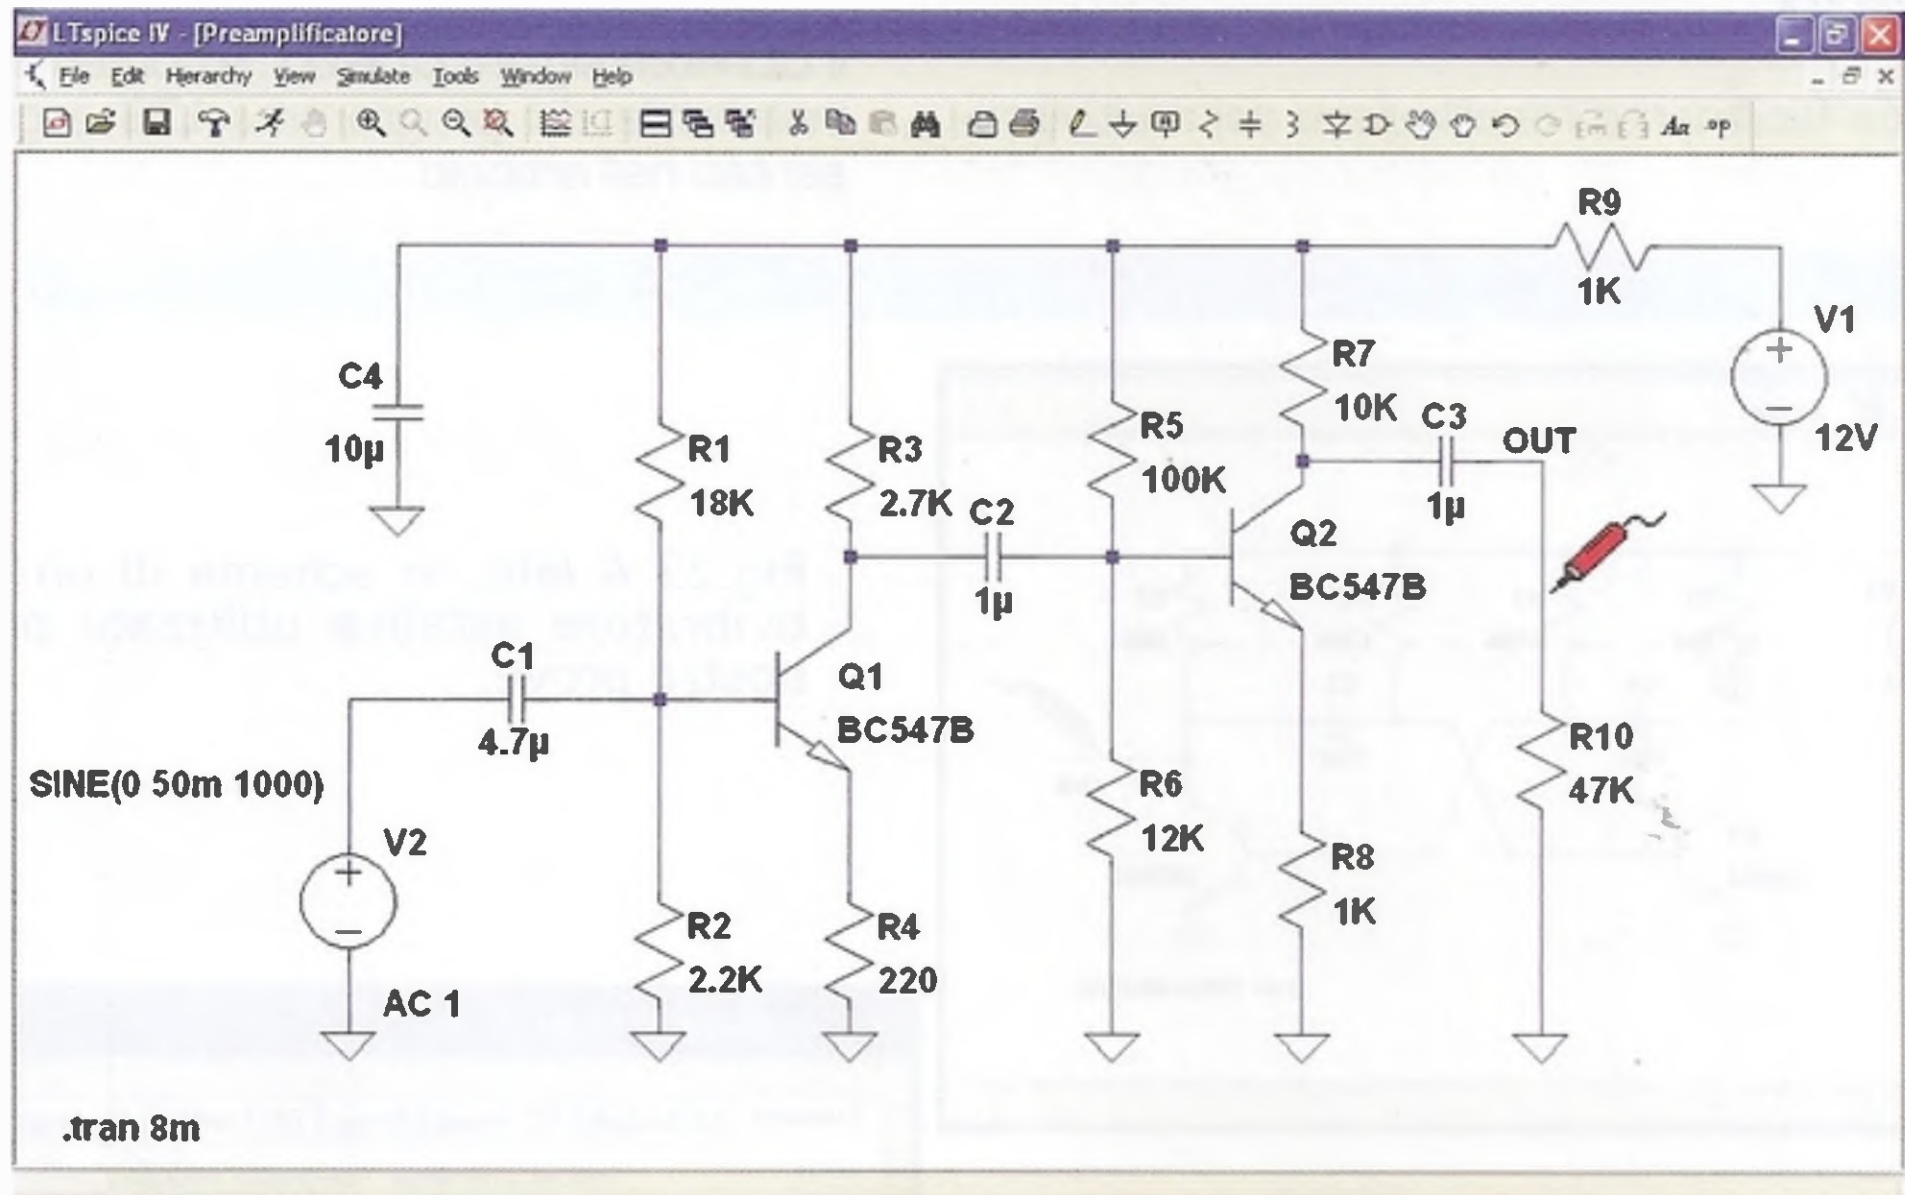 LTspice IV - [Preamplificatore]
File Edit Hierarchy View Simulate Tools Window Help
Aa .op
R9
1K
V1
12V
C4
10µ
R1
18K
R3
2.7K
C2
1µ
R5
100K
R7
10K
C3
1µ
OUT
Q2
BC547B
C1
4.7µ
Q1
BC547B
R10
47K
SINE(0 50m 1000)
V2
AC 1
R2
2.2K
R4
220
R6
12K
R8
1K
.tran 8m